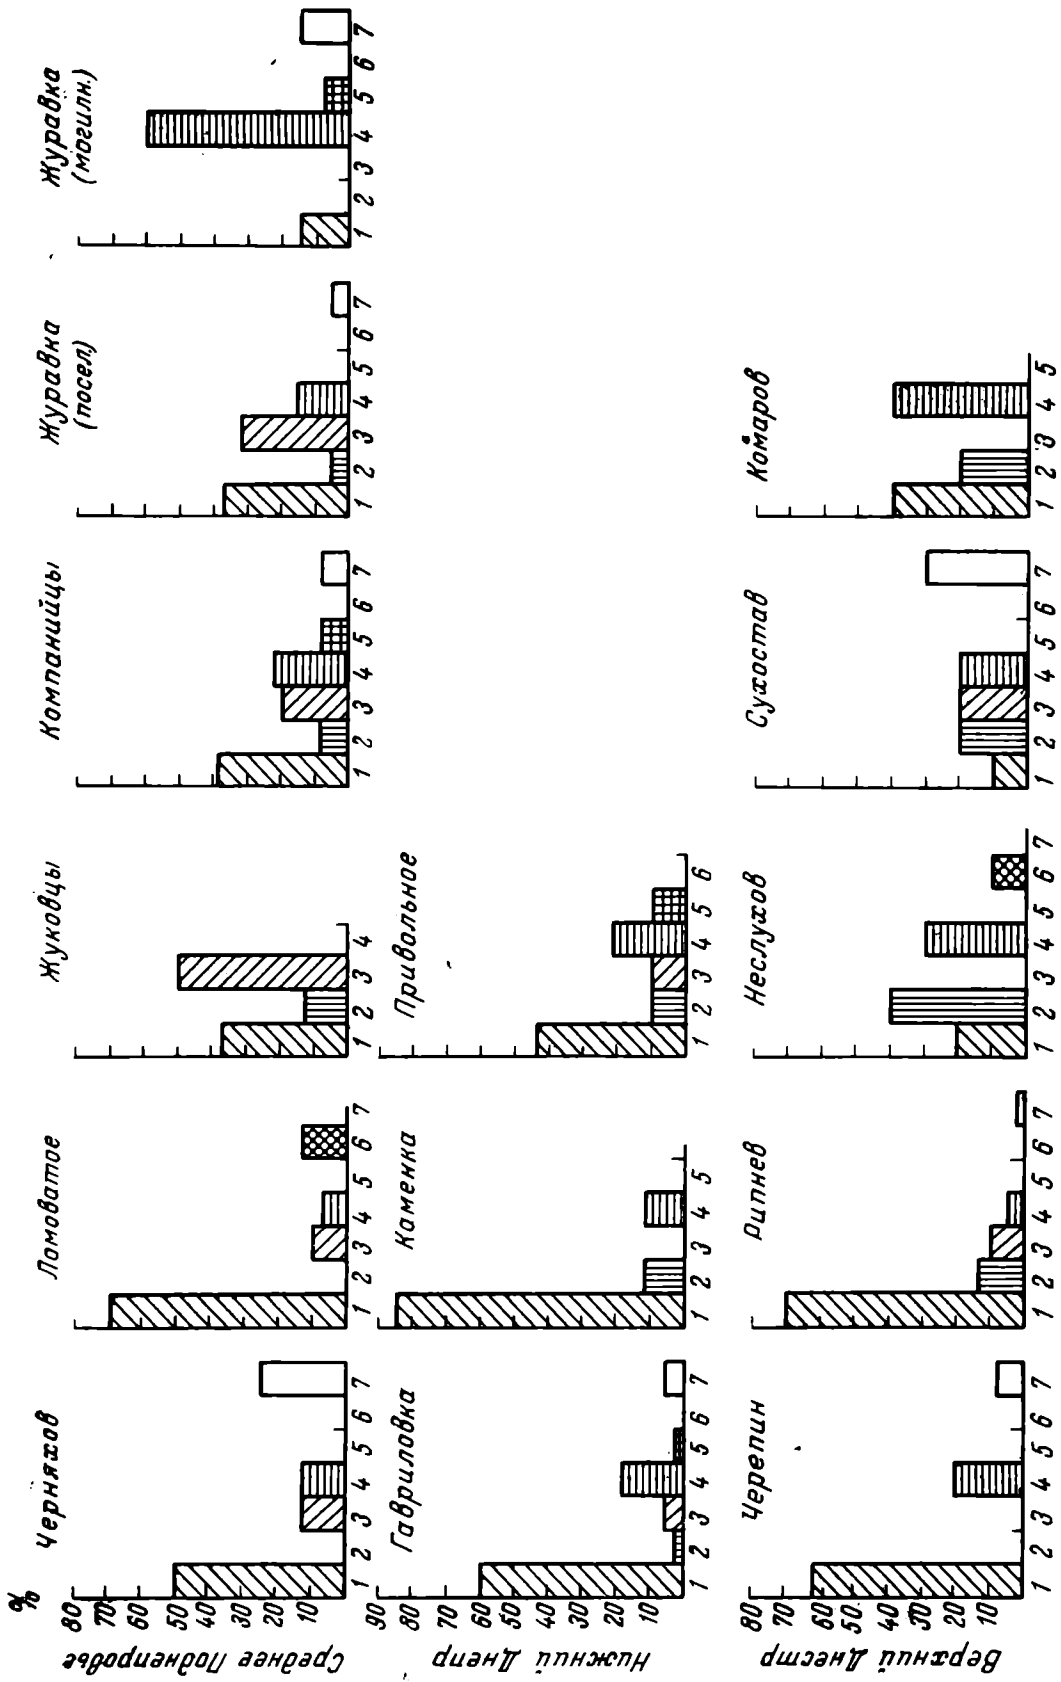 %
Среднее Поднепровье
80
70
60
50
40
30
20
10
Черняхов
1 2 3 4 5 6 7
Ломоватое
1 2 3 4 5 6 7
Жуковцы
1 2 3 4
Компанийцы
1 2 3 4 5 6 7
Журавка
(посел.)
1 2 3 4 5 6 7
Журавка
(могилн.)
1 2 3 4 5 6 7
Нижний Днепр
90
80
70
60
50
40
30
20
10
Гавриловка
1 2 3 4 5 6 7
Каменка
1 2 3 4 5
Привольное
1 2 3 4 5 6
Верхний Днестр
80
70
60
50
40
30
20
10
Черепин
1 2 3 4 5 6 7
Рипнев
1 2 3 4 5 6 7
Неслухов
1 2 3 4 5 6 7
Сухостав
1 2 3 4 5 6 7
Комаров
1 2 3 4 5